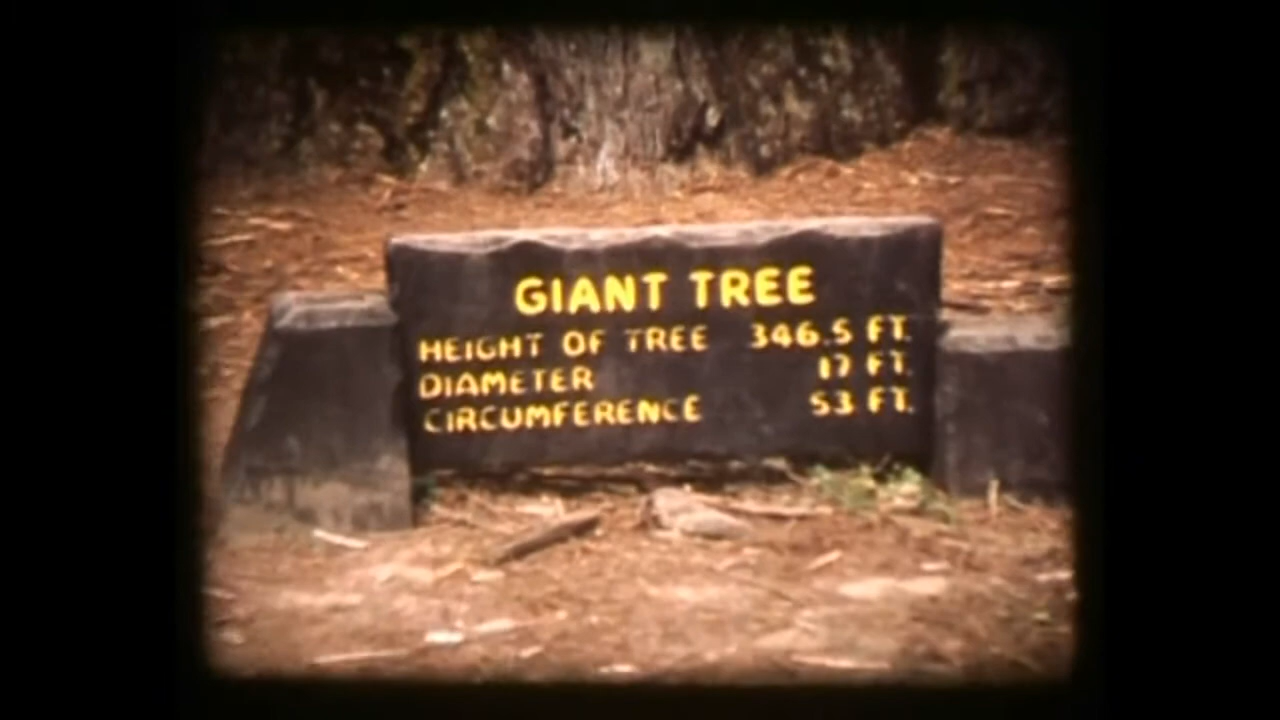 GIANT TREE
HEIGHT OF TREE 346.5 FT.
DIAMETER 17 FT.
CIRCUMFERENCE 53 FT.